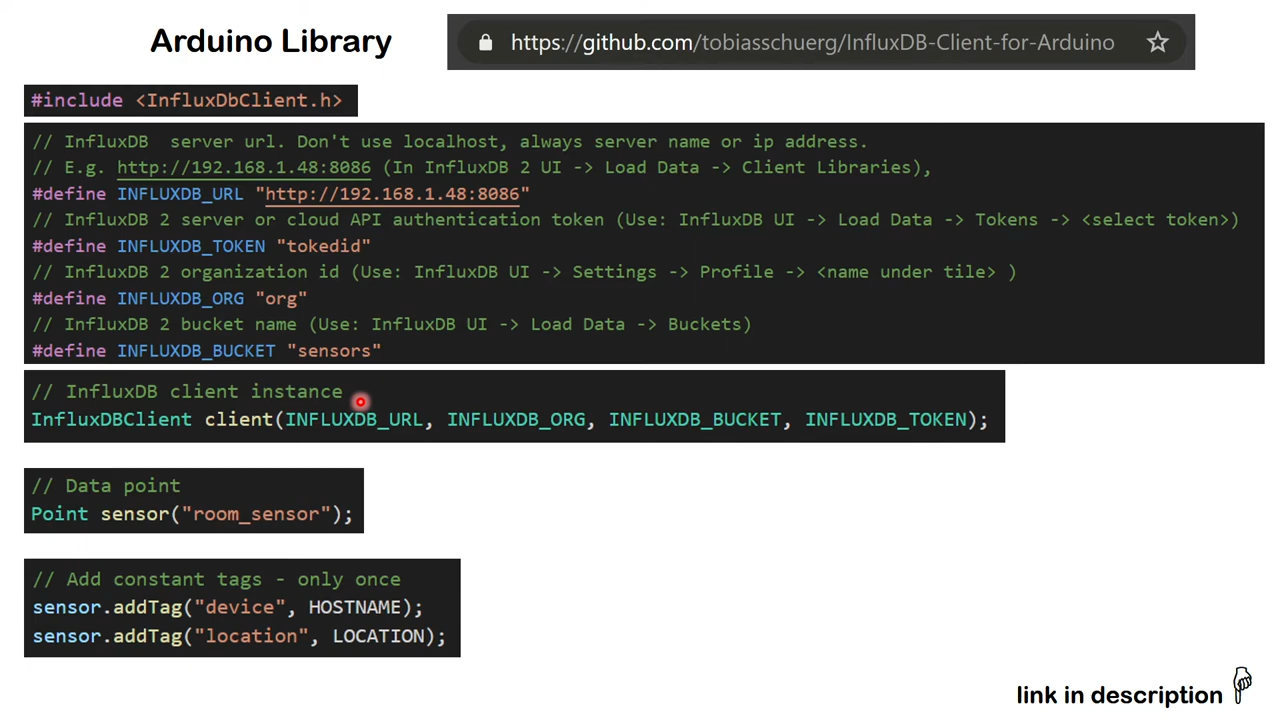 Arduino Library
https://github.com/tobiasschuerg/InfluxDB-Client-for-Arduino
#include <InfluxDbClient.h>
// InfluxDB  server url. Don't use localhost, always server name or ip address.
// E.g. http://192.168.1.48:8086 (In InfluxDB 2 UI -> Load Data -> Client Libraries),
#define INFLUXDB_URL "http://192.168.1.48:8086"
// InfluxDB 2 server or cloud API authentication token (Use: InfluxDB UI -> Load Data -> Tokens -> <select token>)
#define INFLUXDB_TOKEN "tokedid"
// InfluxDB 2 organization id (Use: InfluxDB UI -> Settings -> Profile -> <name under tile> )
#define INFLUXDB_ORG "org"
// InfluxDB 2 bucket name (Use: InfluxDB UI -> Load Data -> Buckets)
#define INFLUXDB_BUCKET "sensors"
// InfluxDB client instance
InfluxDBClient client(INFLUXDB_URL, INFLUXDB_ORG, INFLUXDB_BUCKET, INFLUXDB_TOKEN);
// Data point
Point sensor("room_sensor");
// Add constant tags - only once
sensor.addTag("device", HOSTNAME);
sensor.addTag("location", LOCATION);
link in description